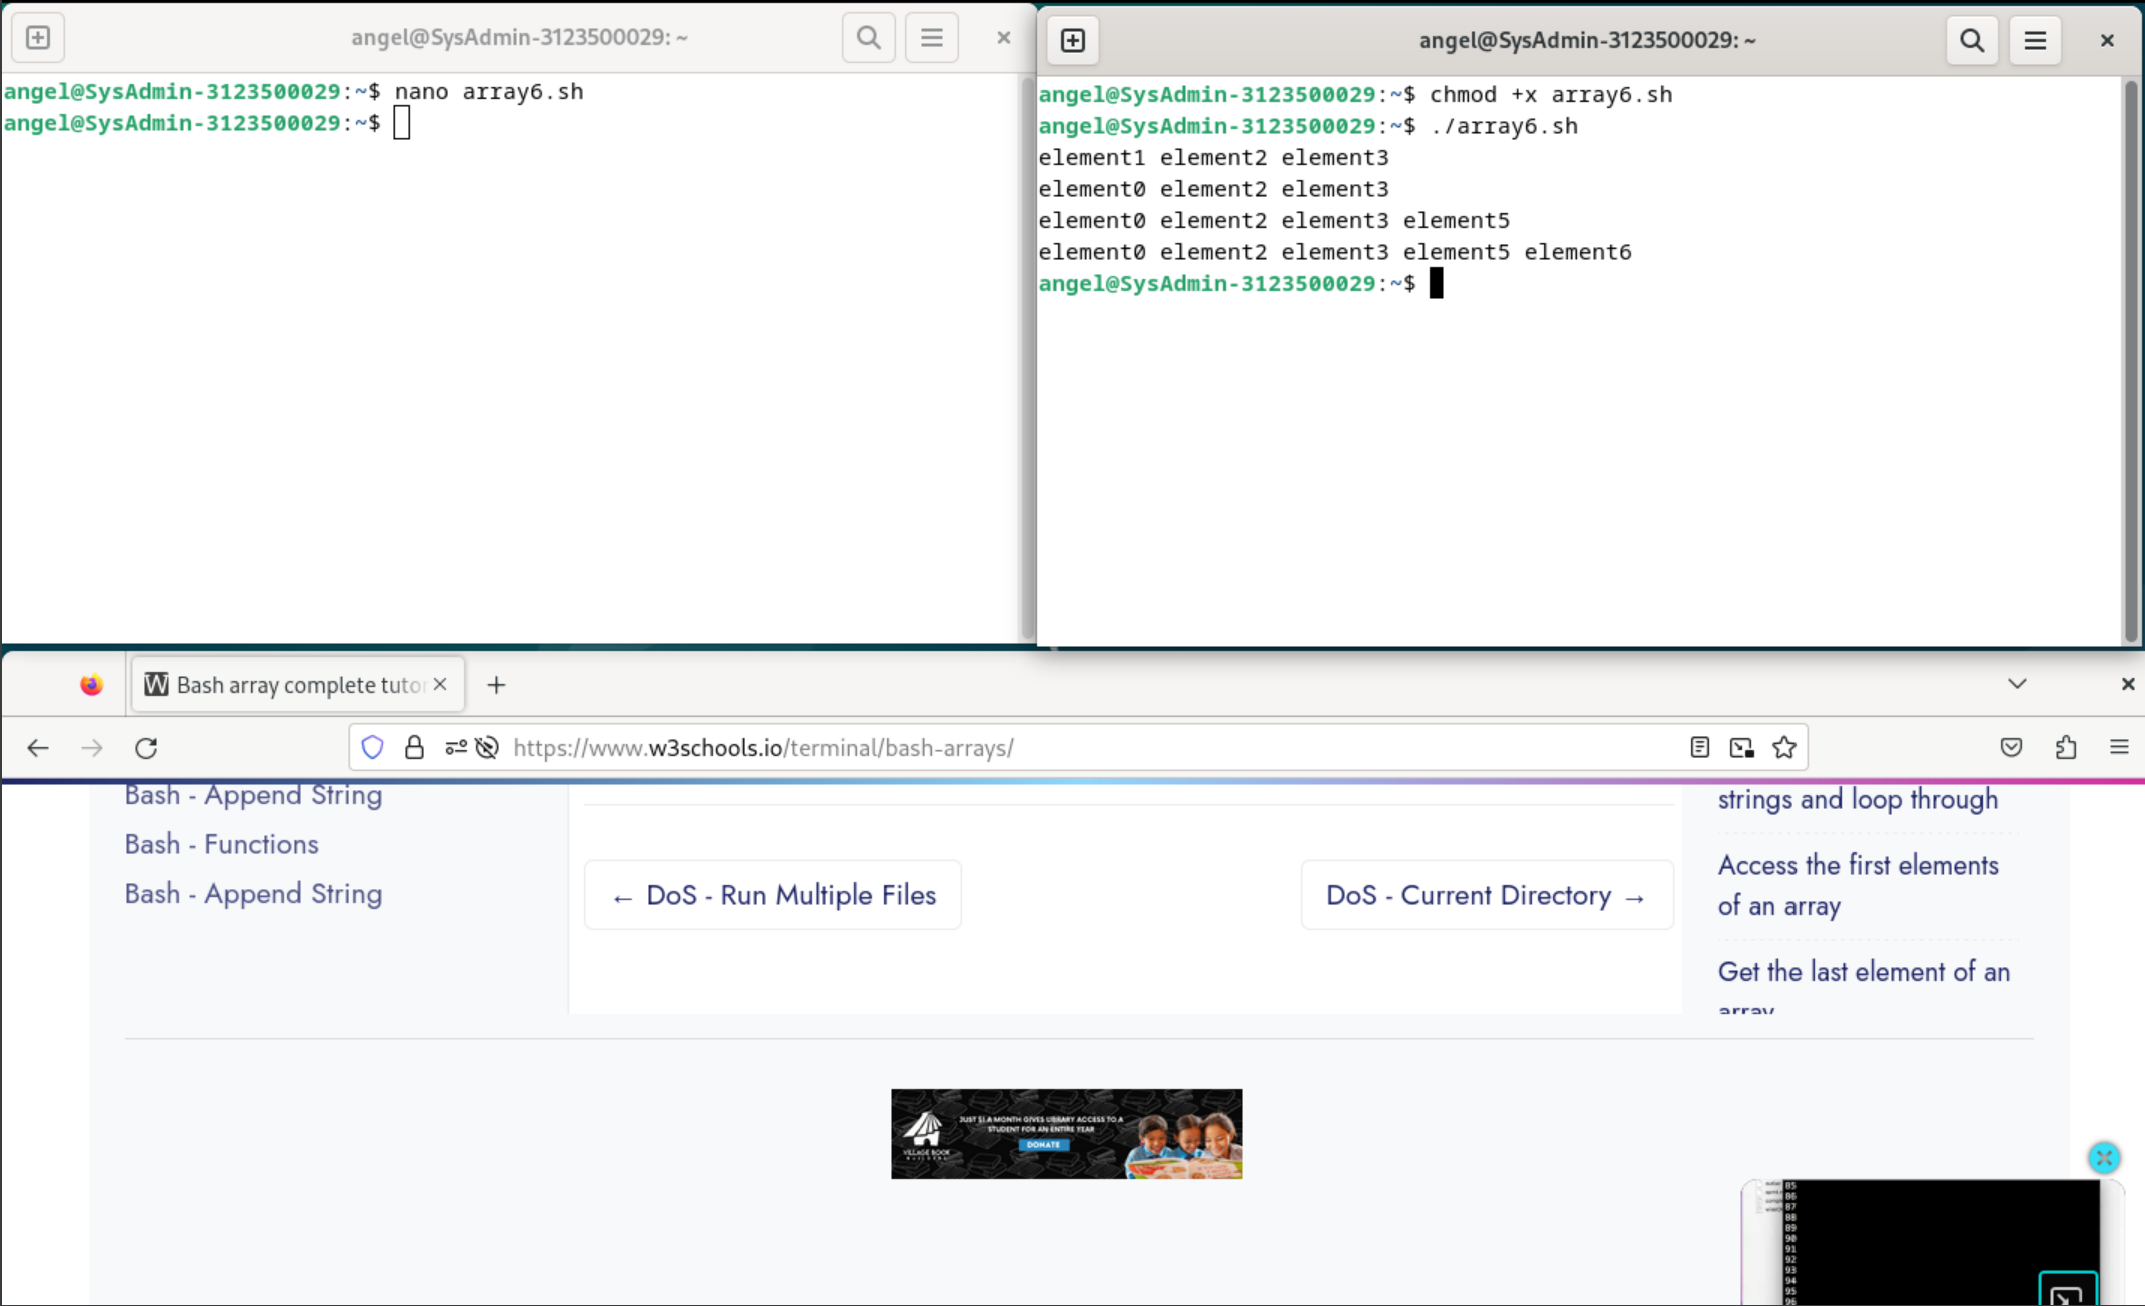 angel@SysAdmin-3123500029: ~
angel@SysAdmin-3123500029:~$ nano array6.sh
angel@SysAdmin-3123500029:~$
angel@SysAdmin-3123500029: ~
angel@SysAdmin-3123500029:~$ chmod +x array6.sh
angel@SysAdmin-3123500029:~$ ./array6.sh
element1 element2 element3
element0 element2 element3
element0 element2 element3 element5
element0 element2 element3 element5 element6
angel@SysAdmin-3123500029:~$
W Bash array complete tutor
https://www.w3schools.io/terminal/bash-arrays/
Bash - Append String
Bash - Functions
Bash - Append String
← DoS - Run Multiple Files
DoS - Current Directory →
strings and loop through
Access the first elements
of an array
Get the last element of an
array
JUST $1 A MONTH GIVES LIBRARY ACCESS TO A
STUDENT FOR AN ENTIRE YEAR
DONATE
VILLAGE BOOK
BUILDERS
85
86
87
88
89
90
91
92
93
94
95
96